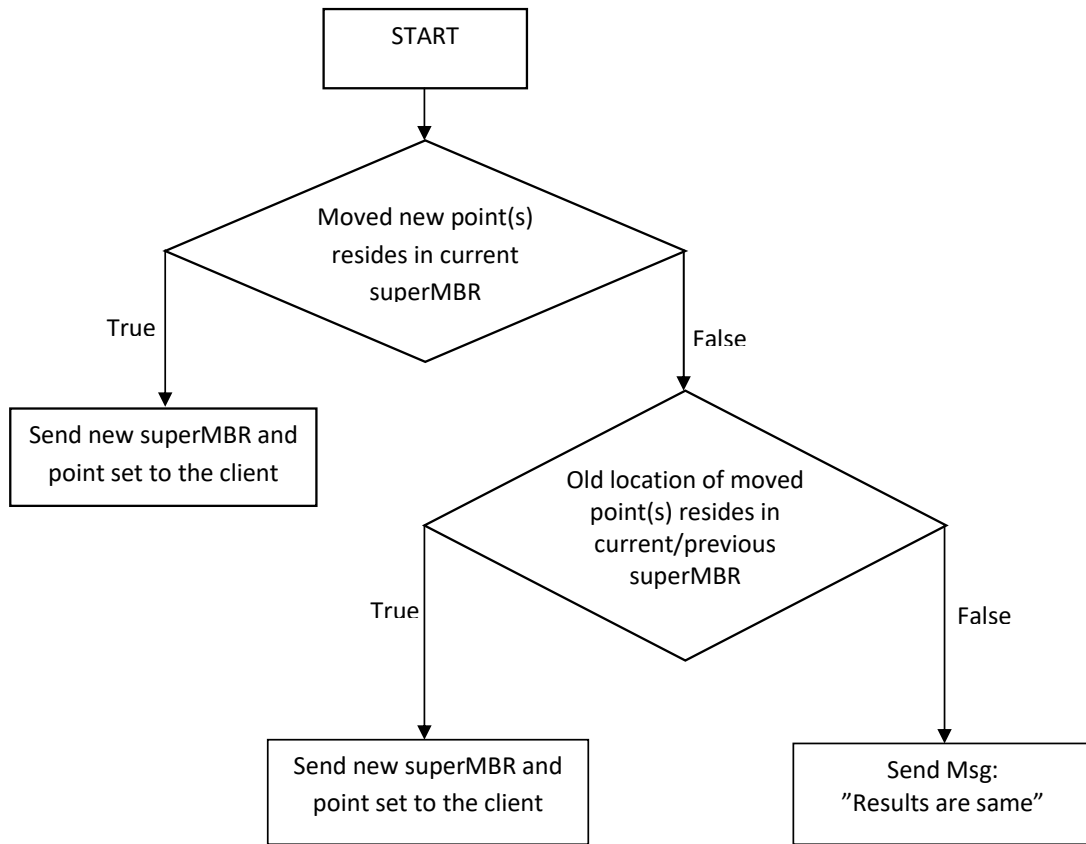 START
Moved new point(s)
resides in current
superMBR
True
False
Send new superMBR and
point set to the client
Old location of moved
point(s) resides in
current/previous
superMBR
True
False
Send new superMBR and
point set to the client
Send Msg:
”Results are same”